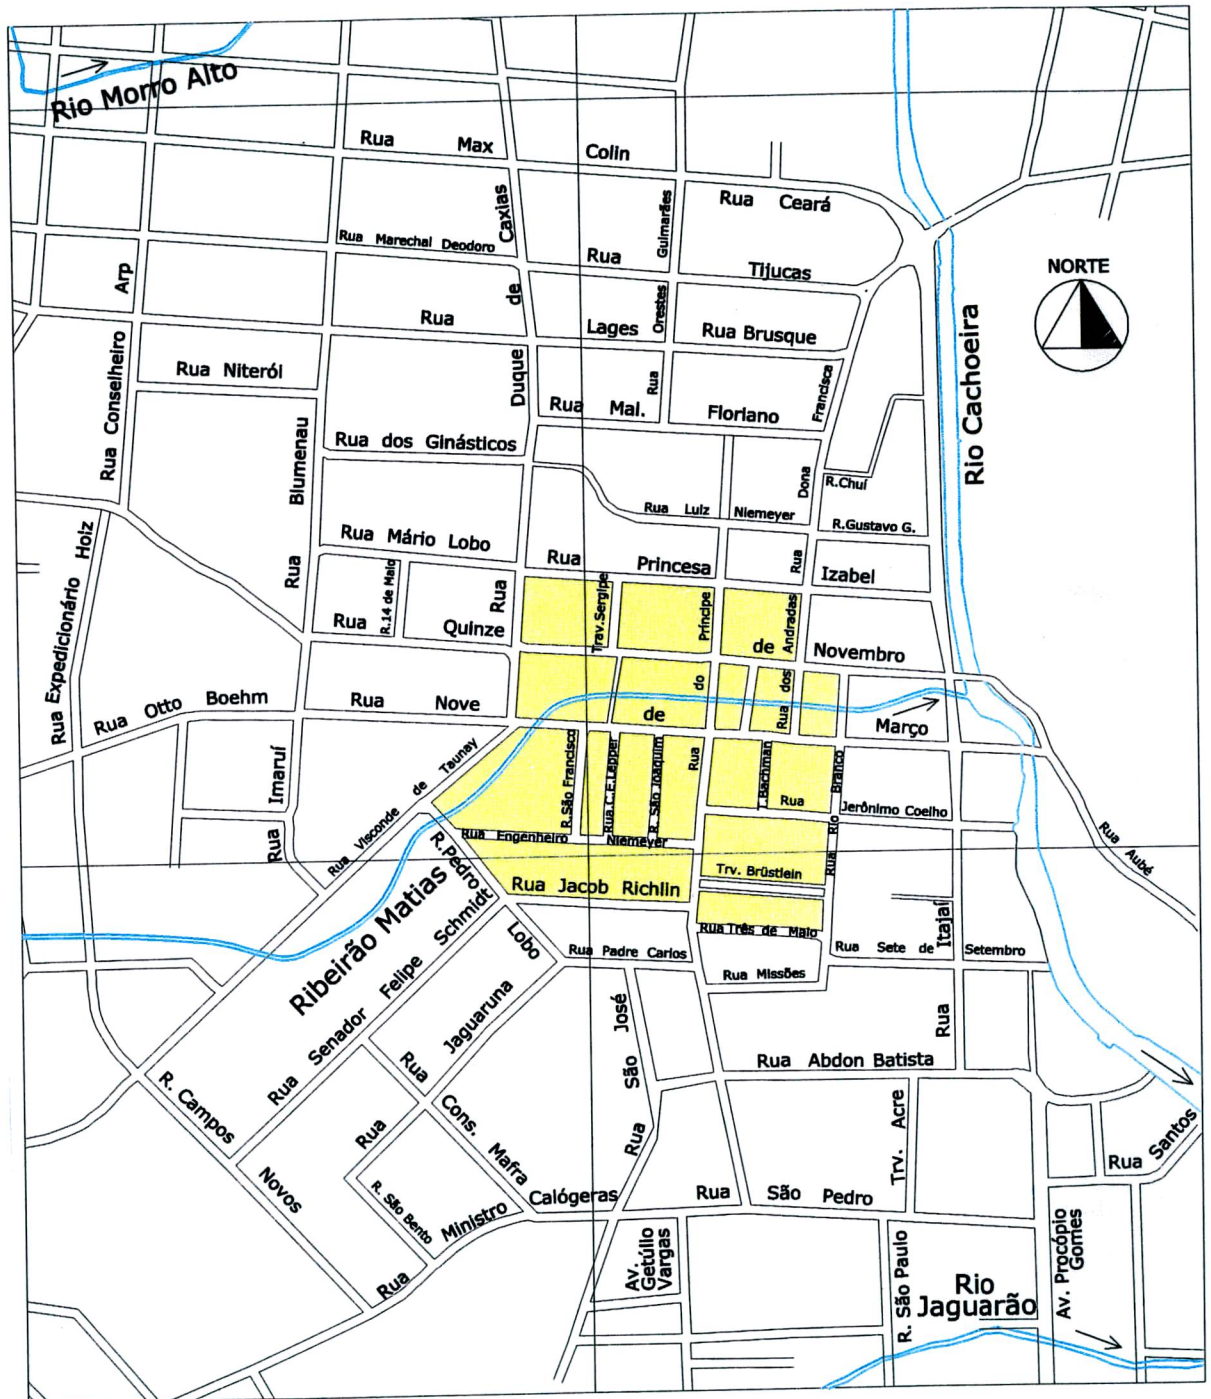 Rio Morro Alto
Rua Max Colin
Rua Ceará
Rua Marechal Deodoro
Rua Tijucas
NORTE
Rua Lages
Rua Brusque
Rua Niterói
Rua Mal. Floriano
Rua dos Ginásticos
Rua Conselheiro Arp
Rua Blumenau
Rua Duque de Caxias
Rua Orestes Guimarães
Rua Dona Francisca
Rio Cachoeira
R.Chuí
Rua Luiz Niemeyer
R.Gustavo G.
Rua Mário Lobo
Rua Princesa Izabel
R.14 de Maio
Trav.Sergipe
Rua do Príncipe
Rua dos Andradas
Rua Quinze de Novembro
Rua Expedicionário Holz
Rua Otto Boehm
Rua Nove de Março
Rua Imaruí
Rua Visconde de Taunay
R.São Francisco
Rua.C.E.Lepper
R. São Joaquim
T.Bachman
Rua Rio Branco
Rua Jerônimo Coelho
Rua Aubé
Rua Engenheiro Niemeyer
R.Pedro Lobo
Trv. Brüstlein
Rua Jacob Richlin
Ribeirão Matias
Rua Senador Felipe Schmidt
Rua Três de Maio
Rua Padre Carlos
Rua Sete de Setembro
Rua Itajaí
Rua Missões
Rua Jaguaruna
Rua São José
Rua Abdon Batista
R. Campos Novos
Rua Cons. Mafra
Trv. Acre
Rua Santos
R. São Bento
Rua Ministro Calógeras
Rua São Pedro
Av.
Getúlio
Vargas
R. São Paulo
Rio
Jaguarão
Av. Procópio
Gomes